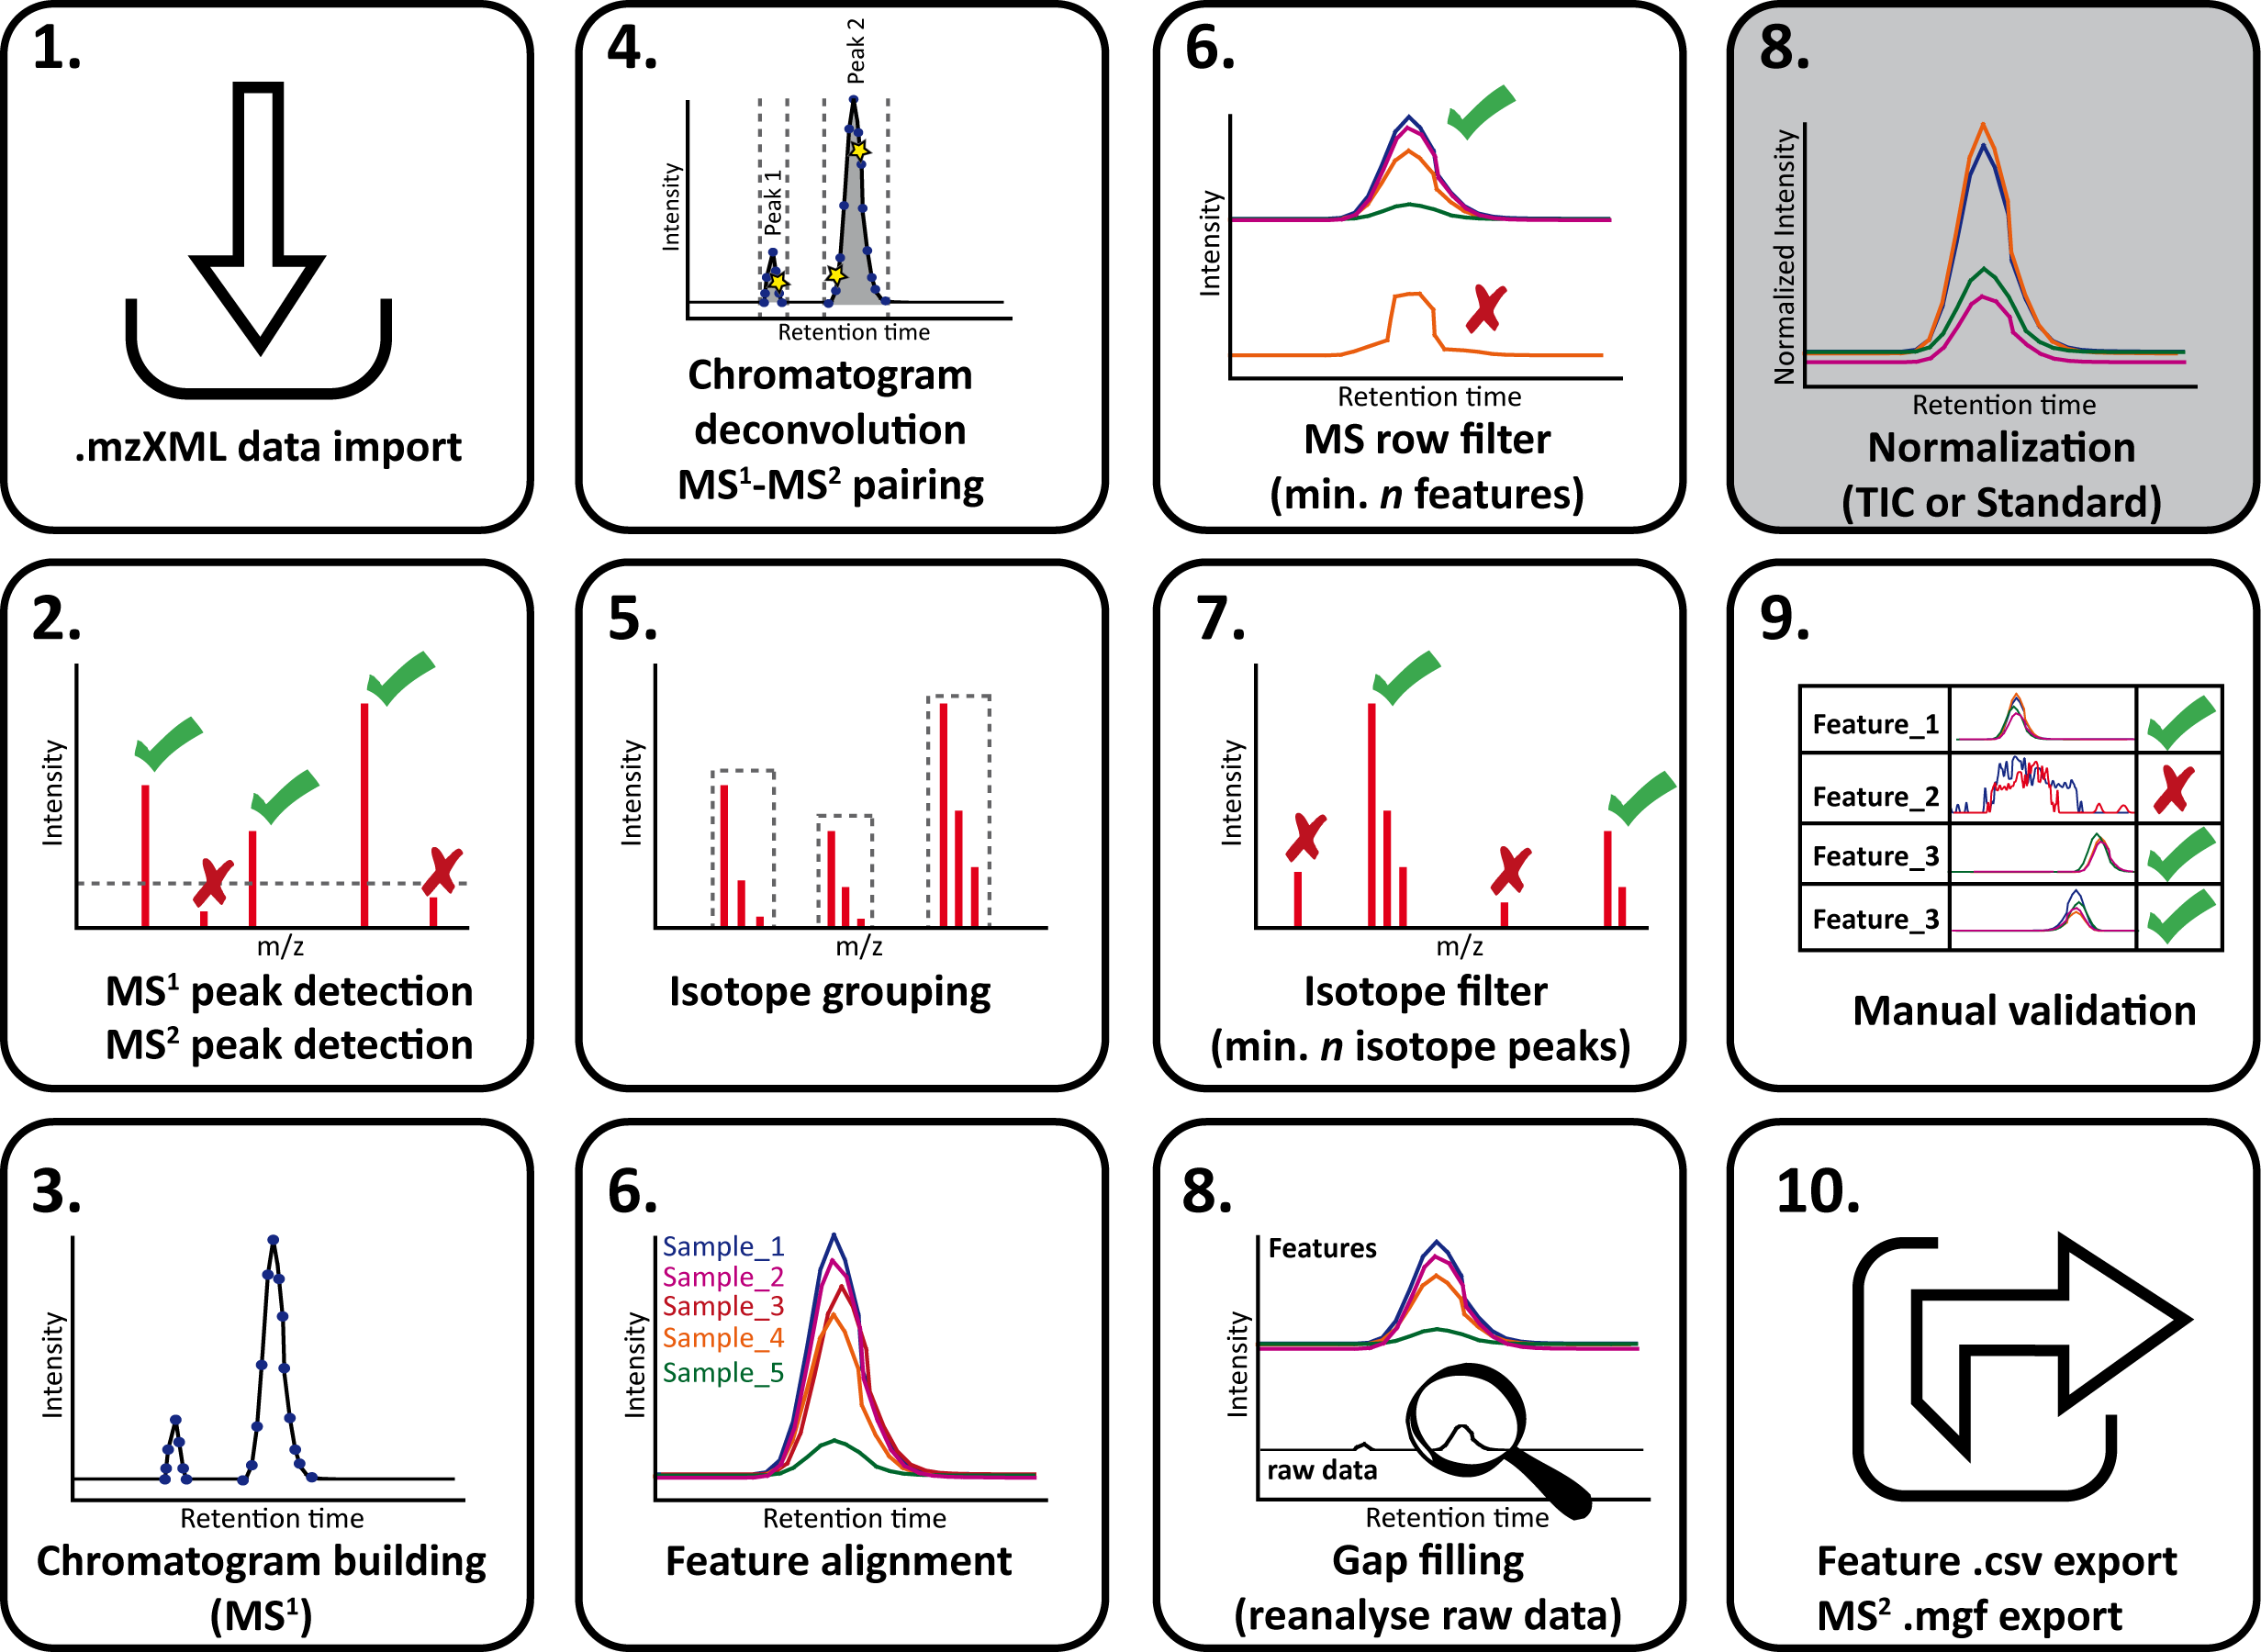 1.
.mzXML data import
2.
Intensity
m/z
MS¹ peak detection
MS² peak detection
3.
Intensity
Retention time
Chromatogram building
(MS¹)
4.
Peak 1
Peak 2
Intensity
Retention time
Chromatogram
deconvolution
MS¹-MS² pairing
5.
Intensity
m/z
Isotope grouping
6.
Sample_1
Sample_2
Sample_3
Sample_4
Sample_5
Intensity
Retention time
Feature alignment
6.
Intensity
Retention time
MS row filter
(min. n features)
7.
Intensity
m/z
Isotope filter
(min. n isotope peaks)
8.
Features
Intensity
raw data
Retention time
Gap filling
(reanalyse raw data)
8.
Normalized Intensity
Retention time
Normalization
(TIC or Standard)
9.
Feature_1
Feature_2
Feature_3
Feature_3
Manual validation
10.
Feature .csv export
MS² .mgf export